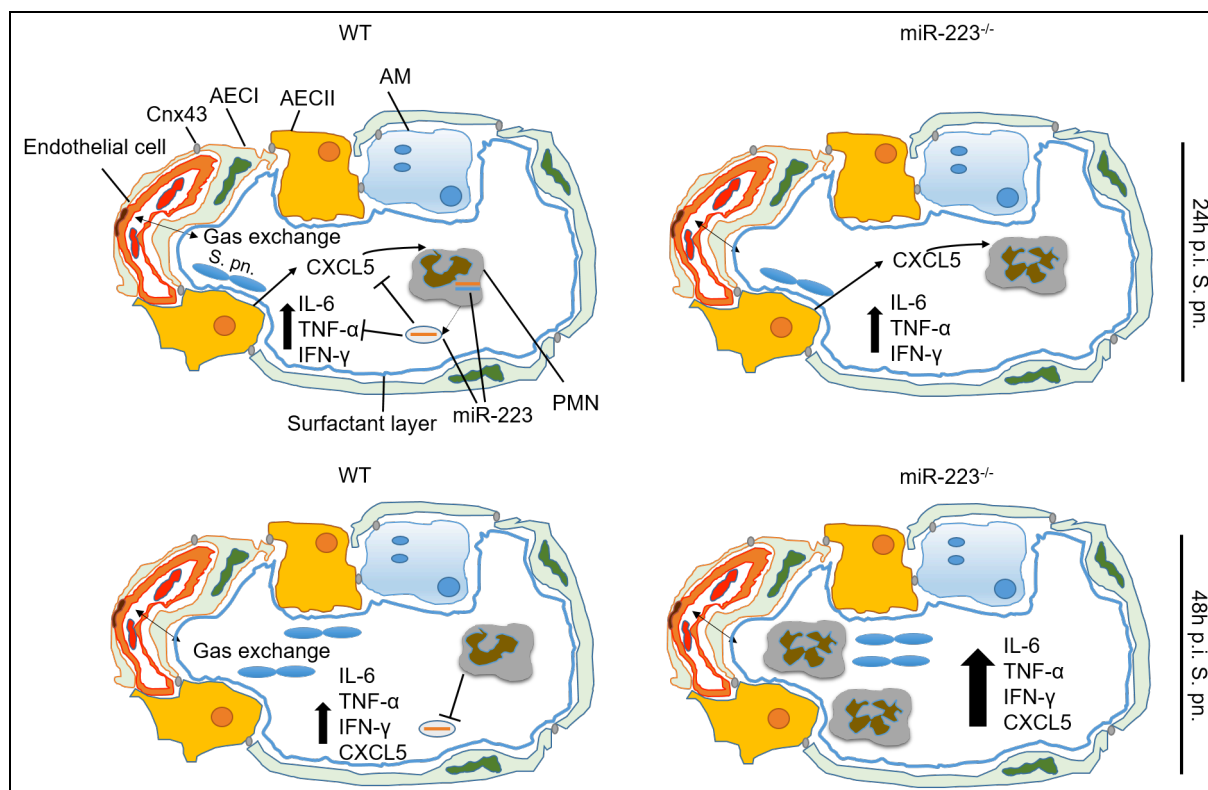 WT
miR-223-/-
AM
AECI
AECII
Cnx43
Endothelial cell
Gas exchange
S. pn.
CXCL5
IL-6
TNF-α
IFN-γ
miR-223
PMN
Surfactant layer
CXCL5
IL-6
TNF-α
IFN-γ
24h p.i. S. pn.
WT
miR-223-/-
Gas exchange
IL-6
TNF-α
IFN-γ
CXCL5
IL-6
TNF-α
IFN-γ
CXCL5
48h p.i. S. pn.